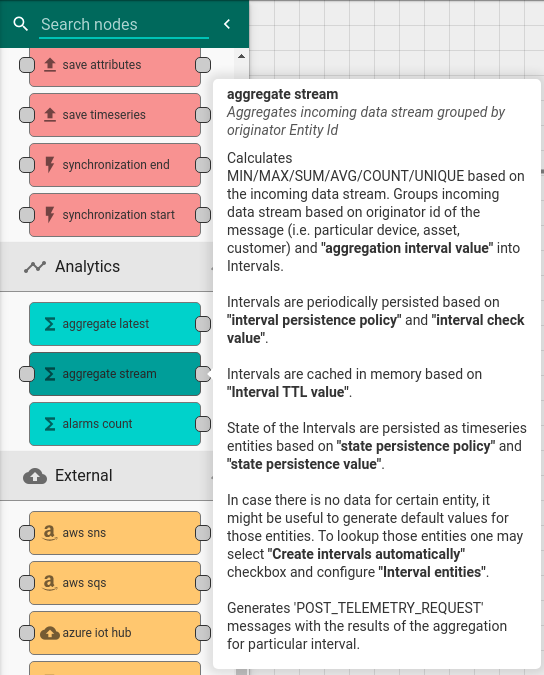 Search nodes
save attributes
save timeseries
synchronization end
synchronization start
Analytics
aggregate latest
aggregate stream
alarms count
External
aws sns
aws sqs
azure iot hub
aggregate stream
Aggregates incoming data stream grouped by
originator Entity Id
Calculates
MIN/MAX/SUM/AVG/COUNT/UNIQUE based on
the incoming data stream. Groups incoming
data stream based on originator id of the
message (i.e. particular device, asset,
customer) and "aggregation interval value" into
Intervals.
Intervals are periodically persisted based on
"interval persistence policy" and "interval check
value".
Intervals are cached in memory based on
"Interval TTL value".
State of the Intervals are persisted as timeseries
entities based on "state persistence policy" and
"state persistence value".
In case there is no data for certain entity, it
might be useful to generate default values for
those entities. To lookup those entities one may
select "Create intervals automatically"
checkbox and configure "Interval entities".
Generates 'POST_TELEMETRY_REQUEST'
messages with the results of the aggregation
for particular interval.